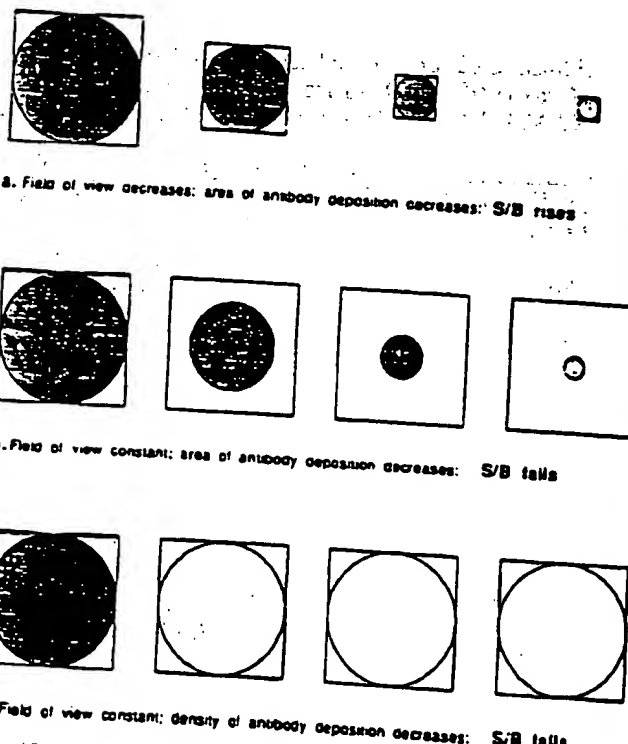 a. Field of view decreases; area of antibody deposition decreases: S/B rises
. Field of view constant; area of antibody deposition decreases: S/B falls
Field of view constant; density of antibody deposition decreases: S/B falls